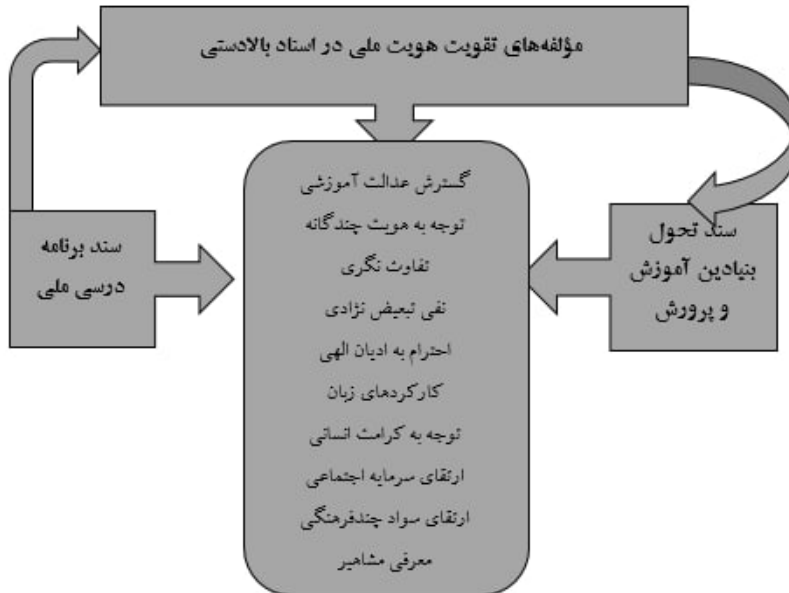 مؤلفه‌های تقویت هویت ملی در اسناد بالادستی
سند تحول
بنیادین آموزش
و پرورش
گسترش عدالت آموزشی
توجه به هویت چندگانه
تفاوت نگری
نفی تبعیض نژادی
احترام به ادیان الهی
کارکردهای زبان
توجه به کرامت انسانی
ارتقای سرمایه اجتماعی
ارتقای سواد چندفرهنگی
معرفی مشاهیر
سند برنامه
درسی ملی